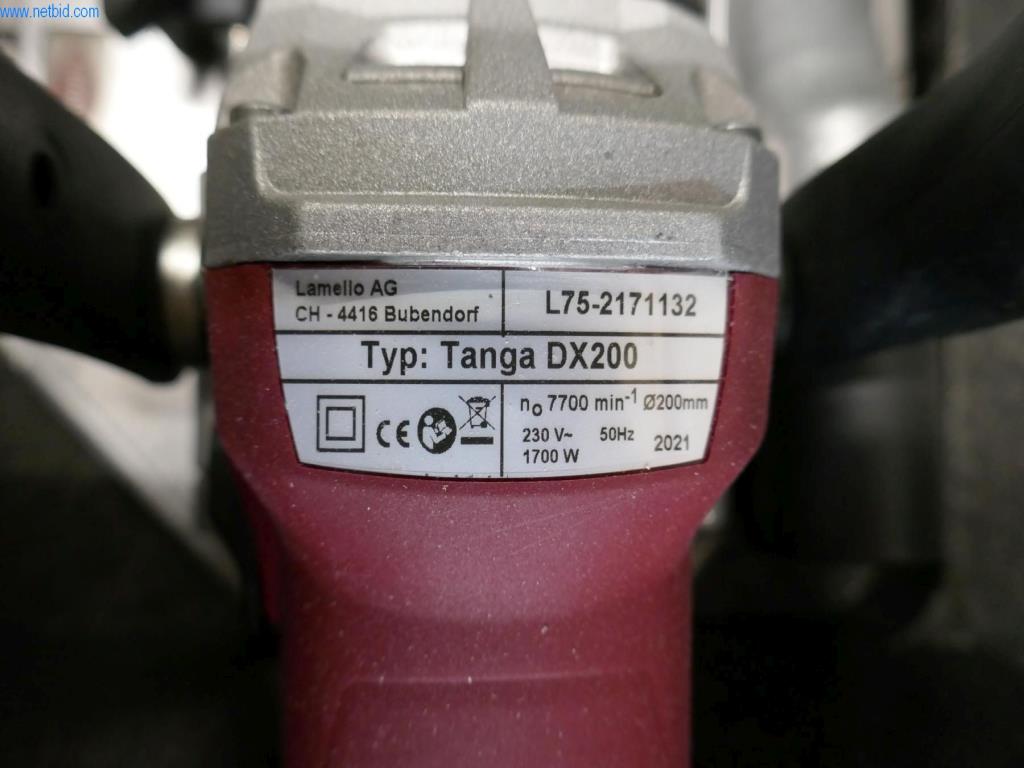 www.netbid.com
Lamello AG
CH - 4416 Bubendorf
L75-2171132
Typ: Tanga DX200
CE
n₀ 7700 min⁻¹ Ø200mm
230 V~ 50Hz 2021
1700 W